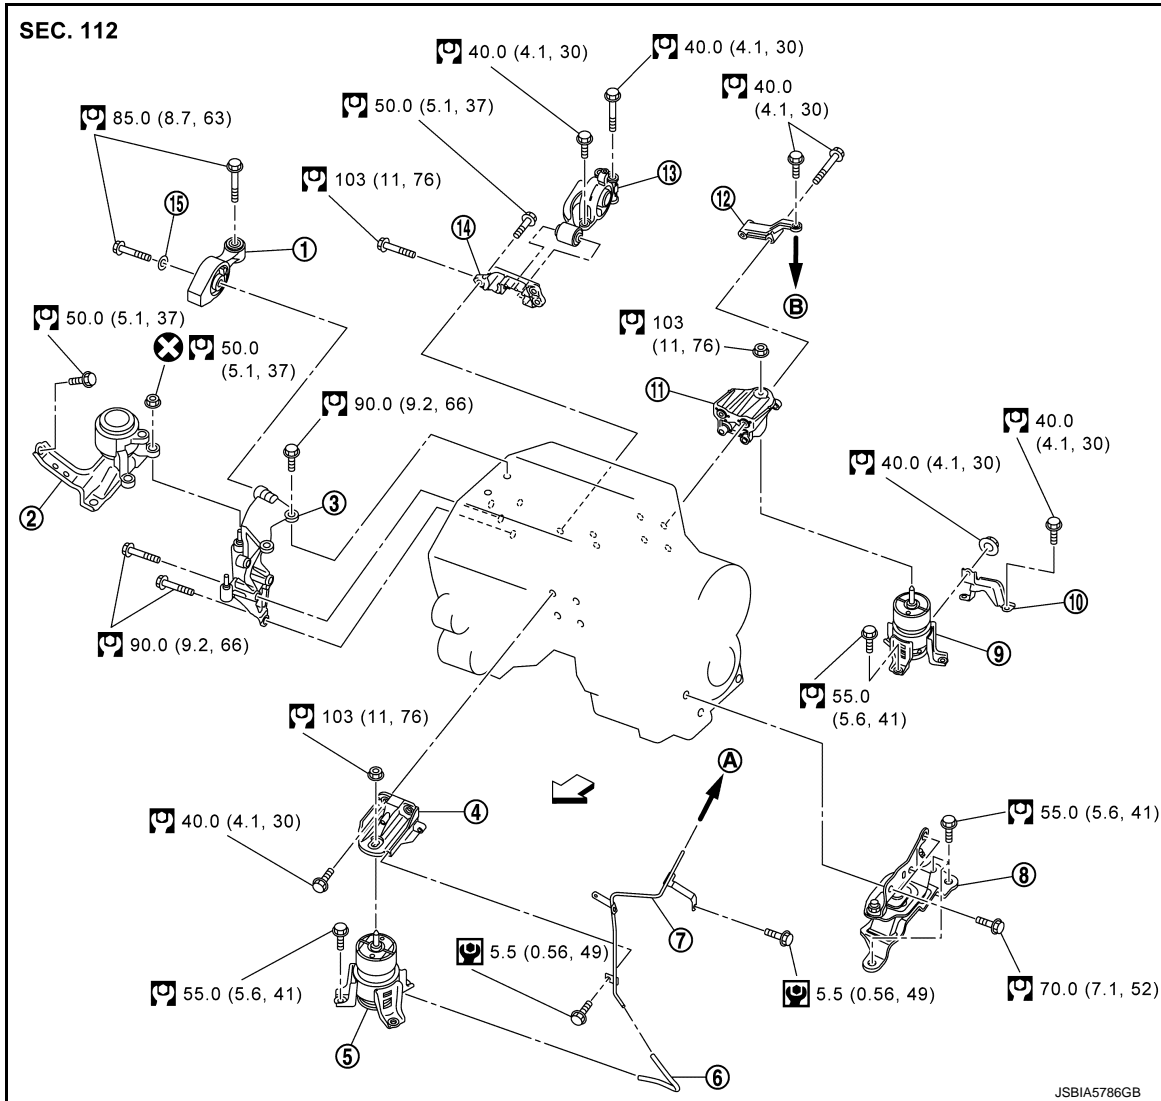 SEC. 112
40.0 (4.1, 30)
40.0 (4.1, 30)
40.0
(4.1, 30)
50.0 (5.1, 37)
85.0 (8.7, 63)
103 (11, 76)
13
12
15
14
1
B
50.0 (5.1, 37)
50.0
(5.1, 37)
103
(11, 76)
11
90.0 (9.2, 66)
40.0
(4.1, 30)
40.0 (4.1, 30)
2
3
10
90.0 (9.2, 66)
9
55.0
(5.6, 41)
103 (11, 76)
A
4
40.0 (4.1, 30)
55.0 (5.6, 41)
8
7
5.5 (0.56, 49)
55.0 (5.6, 41)
5.5 (0.56, 49)
70.0 (7.1, 52)
5
6
JSBIA5786GB